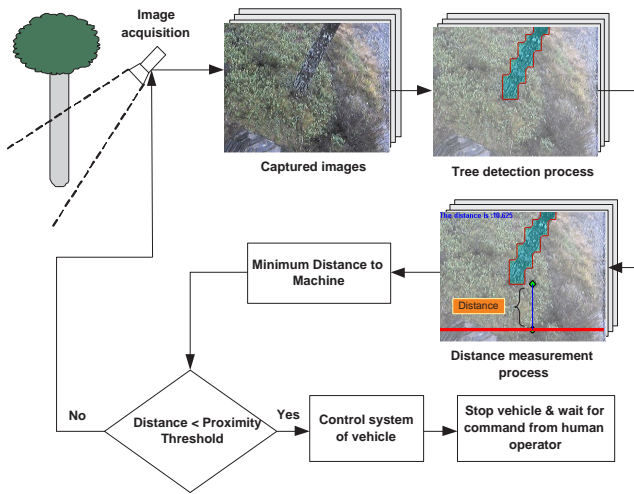 Image
acquisition
Captured images
Tree detection process
The distance is :10.625
Distance
Distance measurement
process
Minimum Distance to
Machine
Distance < Proximity
Threshold
No
Yes
Control system
of vehicle
Stop vehicle & wait for
command from human
operator